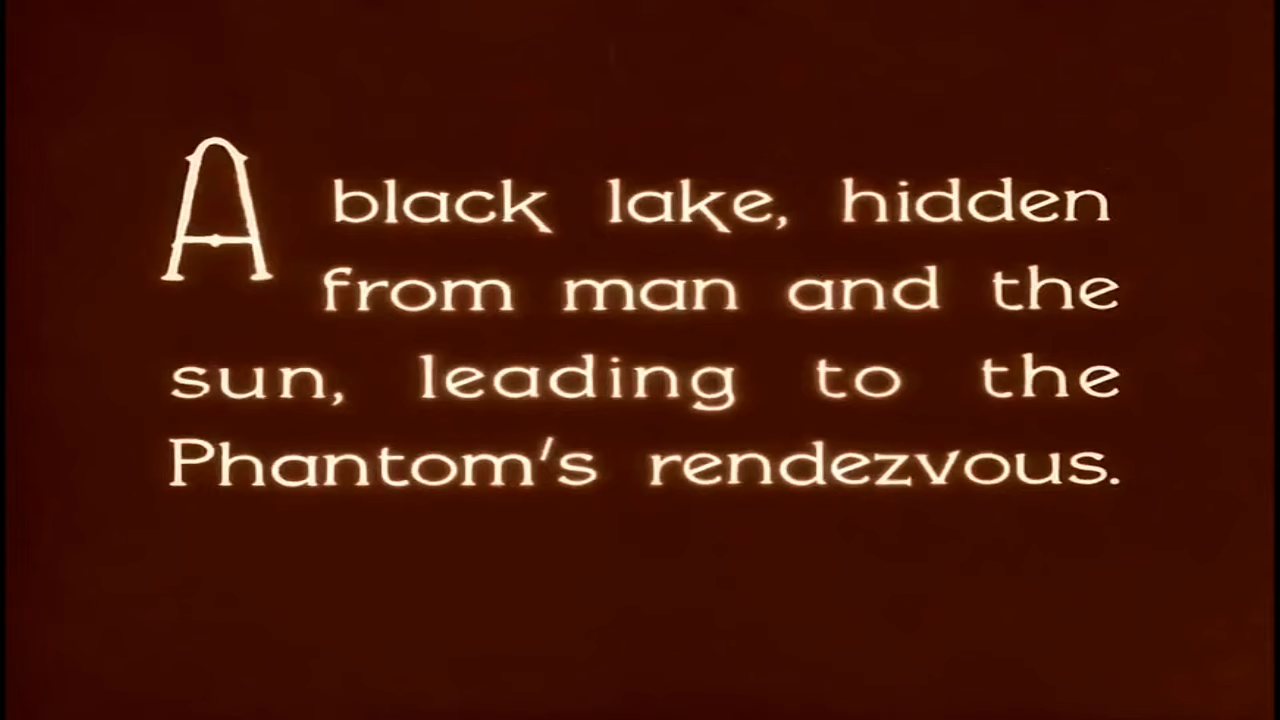 A black lake, hidden
from man and the
sun, leading to the
Phantom's rendezvous.